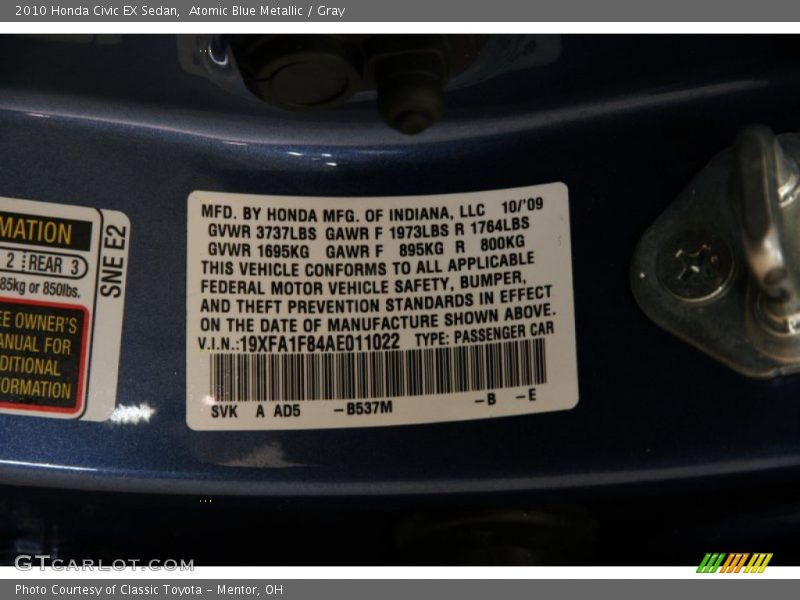 2010 Honda Civic EX Sedan, Atomic Blue Metallic / Gray
MATION
2 REAR 3
85kg or 850lbs.
EE OWNER'S
ANUAL FOR
DITIONAL
FORMATION
SNE E2
MFD. BY HONDA MFG. OF INDIANA, LLC 10/'09
GVWR 3737LBS GAWR F 1973LBS R 1764LBS
GVWR 1695KG GAWR F 895KG R 800KG
THIS VEHICLE CONFORMS TO ALL APPLICABLE
FEDERAL MOTOR VEHICLE SAFETY, BUMPER,
AND THEFT PREVENTION STANDARDS IN EFFECT
ON THE DATE OF MANUFACTURE SHOWN ABOVE.
V.I.N.:19XFA1F84AE011022 TYPE: PASSENGER CAR
SVK A AD5 -B537M -B -E
GTCARLOT.COM
Photo Courtesy of Classic Toyota - Mentor, OH